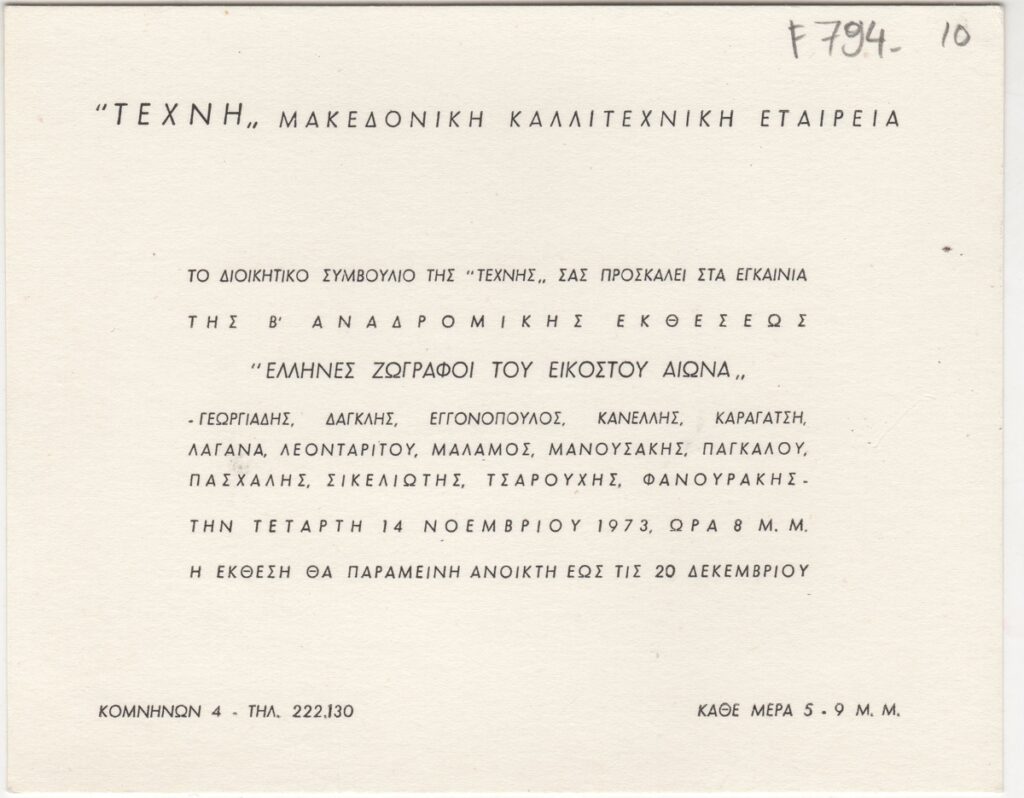 F 794- 10
"ΤΕΧΝΗ„ ΜΑΚΕΔΟΝΙΚΗ ΚΑΛΛΙΤΕΧΝΙΚΗ ΕΤΑΙΡΕΙΑ
ΤΟ ΔΙΟΙΚΗΤΙΚΟ ΣΥΜΒΟΥΛΙΟ ΤΗΣ "ΤΕΧΝΗΣ„ ΣΑΣ ΠΡΟΣΚΑΛΕΙ ΣΤΑ ΕΓΚΑΙΝΙΑ
ΤΗΣ Β' ΑΝΑΔΡΟΜΙΚΗΣ ΕΚΘΕΣΕΩΣ
"ΕΛΛΗΝΕΣ ΖΩΓΡΑΦΟΙ ΤΟΥ ΕΙΚΟΣΤΟΥ ΑΙΩΝΑ„
-ΓΕΩΡΓΙΑΔΗΣ, ΔΑΓΚΛΗΣ, ΕΓΓΟΝΟΠΟΥΛΟΣ, ΚΑΝΕΛΛΗΣ, ΚΑΡΑΓΑΤΣΗ,
ΛΑΓΑΝΑ, ΛΕΟΝΤΑΡΙΤΟΥ, ΜΑΛΑΜΟΣ, ΜΑΝΟΥΣΑΚΗΣ, ΠΑΓΚΑΛΟΥ,
ΠΑΣΧΑΛΗΣ, ΣΙΚΕΛΙΩΤΗΣ, ΤΣΑΡΟΥΧΗΣ, ΦΑΝΟΥΡΑΚΗΣ-
ΤΗΝ ΤΕΤΑΡΤΗ 14 ΝΟΕΜΒΡΙΟΥ 1973, ΩΡΑ 8 Μ. Μ.
Η ΕΚΘΕΣΗ ΘΑ ΠΑΡΑΜΕΙΝΗ ΑΝΟΙΚΤΗ ΕΩΣ ΤΙΣ 20 ΔΕΚΕΜΒΡΙΟΥ
ΚΟΜΝΗΝΩΝ 4 - ΤΗΛ. 222.130 ΚΑΘΕ ΜΕΡΑ 5 - 9 Μ. Μ.